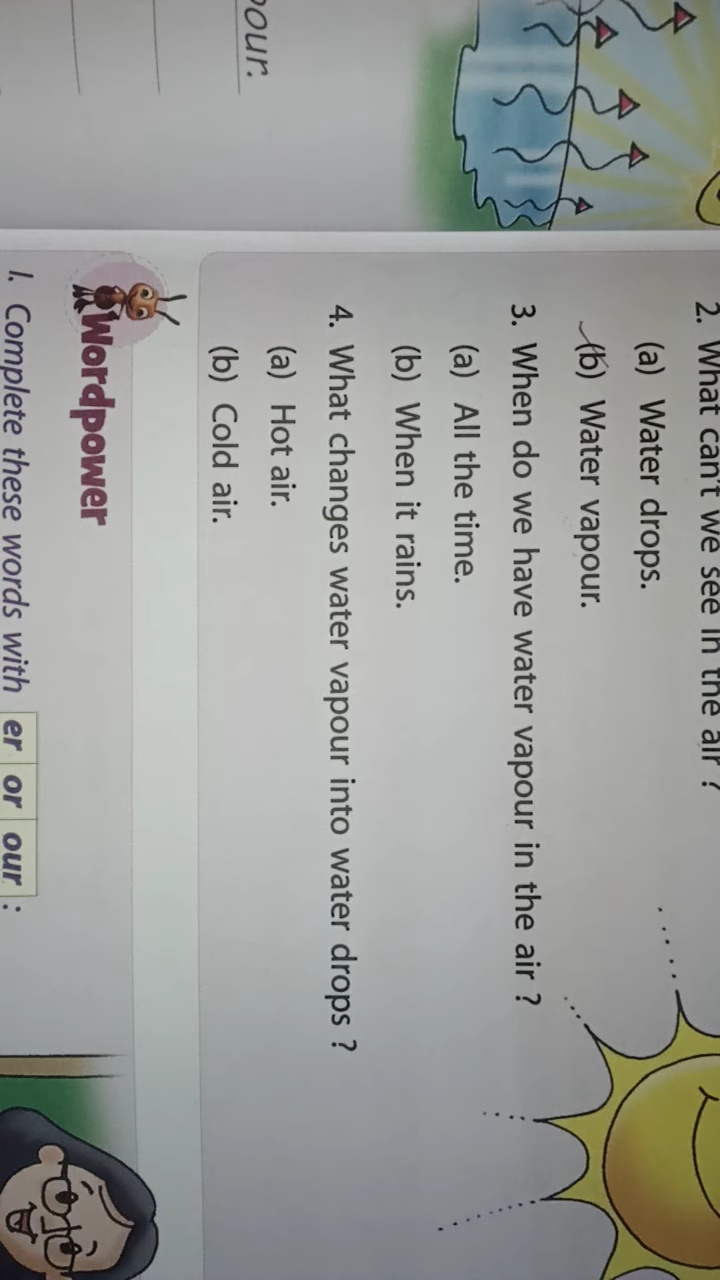 our.
2. What can't we see in the air ?
(a) Water drops.
(b) Water vapour.
3. When do we have water vapour in the air ?
(a) All the time.
(b) When it rains.
4. What changes water vapour into water drops ?
(a) Hot air.
(b) Cold air.
Wordpower
1. Complete these words with er or our :